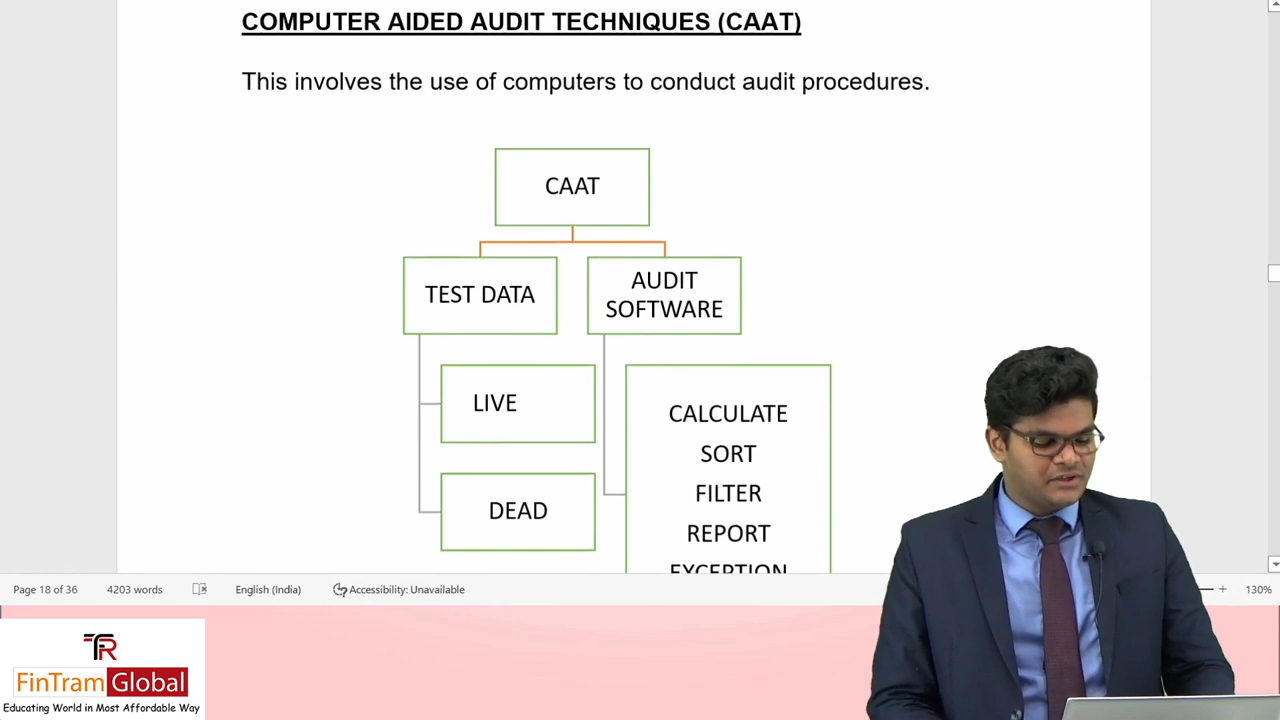 COMPUTER AIDED AUDIT TECHNIQUES (CAAT)
This involves the use of computers to conduct audit procedures.
CAAT
TEST DATA
AUDIT
SOFTWARE
LIVE
DEAD
CALCULATE
SORT
FILTER
REPORT
EXCEPTION
Page 18 of 36
4203 words
English (India)
Accessibility: Unavailable
130%
TR
FinTram Global
Educating World in Most Affordable Way